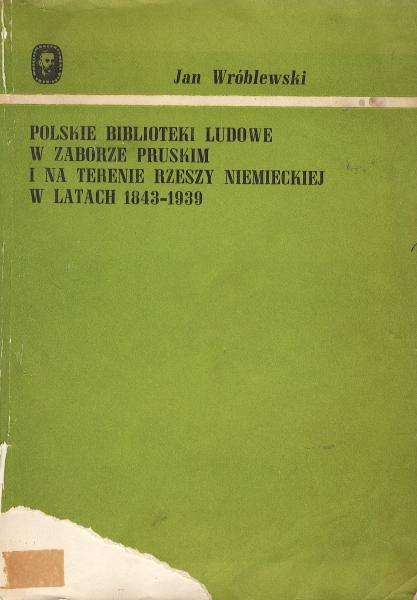 Jan Wróblewski
POLSKIE BIBLIOTEKI LUDOWE
W ZABORZE PRUSKIM
I NA TERENIE RZESZY NIEMIECKIEJ
W LATACH 1843-1939